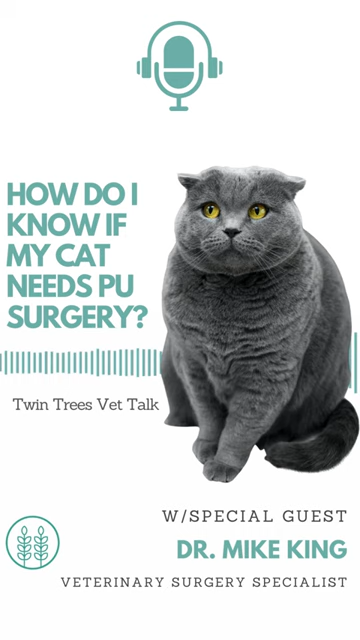 HOW DO I
KNOW IF
MY CAT
NEEDS PU
SURGERY?
Twin Trees Vet Talk
W/SPECIAL GUEST
DR. MIKE KING
VETERINARY SURGERY SPECIALIST